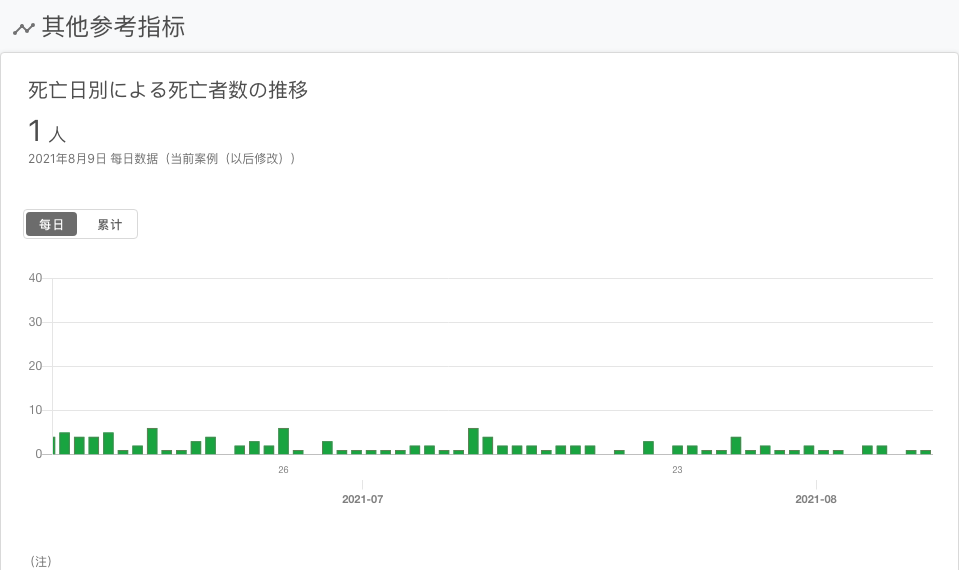 其他参考指标
死亡日別による死亡者数の推移
1 人
2021年8月9日 每日数据（当前案例（以后修改））
每日 累计
40
30
20
10
0
26 23
2021-07 2021-08
（注）